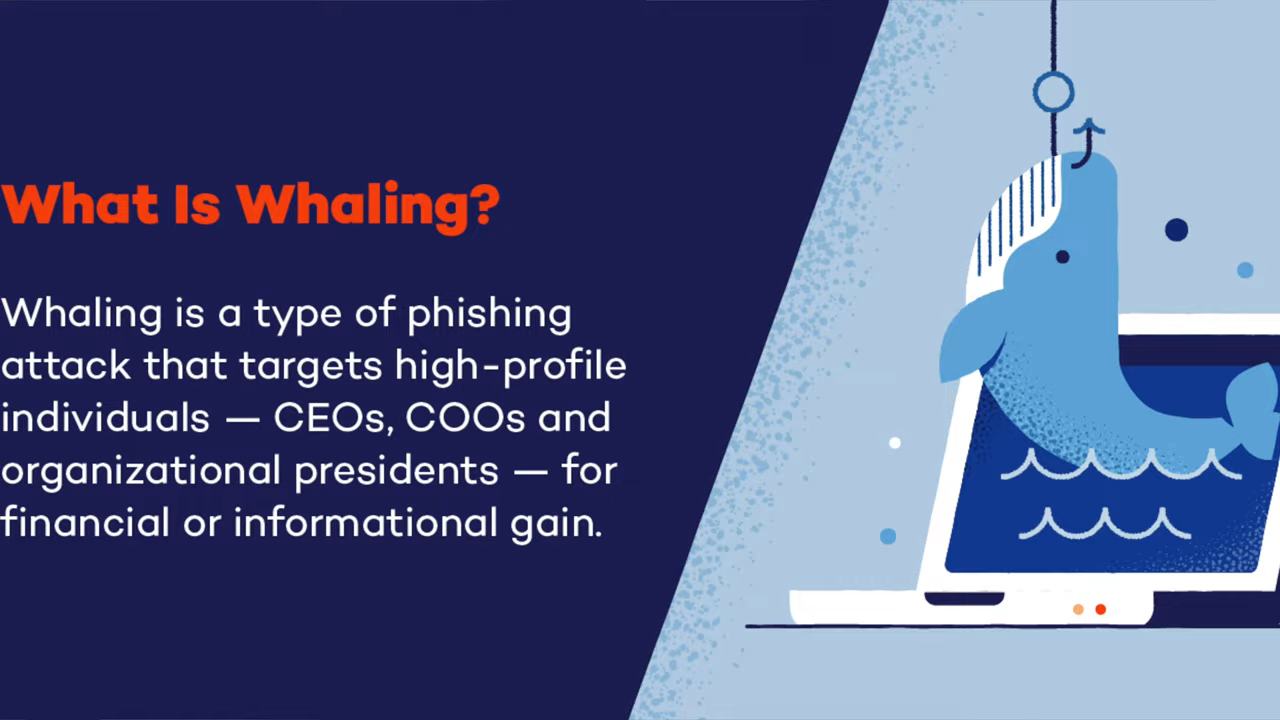 What Is Whaling?
Whaling is a type of phishing
attack that targets high-profile
individuals — CEOs, COOs and
organizational presidents — for
financial or informational gain.